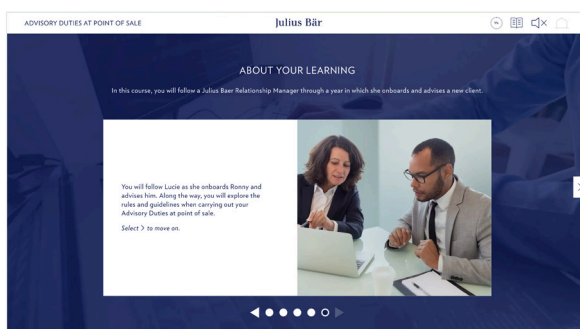 ADVISORY DUTIES AT POINT OF SALE
Julius Bär
ABOUT YOUR LEARNING
In this course, you will follow a Julius Baer Relationship Manager through a year in which she onboards and advises a new client.
You will follow Lucie as she onboards Ronny and
advises him. Along the way, you will explore the
rules and guidelines when carrying out your
Advisory Duties at point of sale.
Select > to move on.